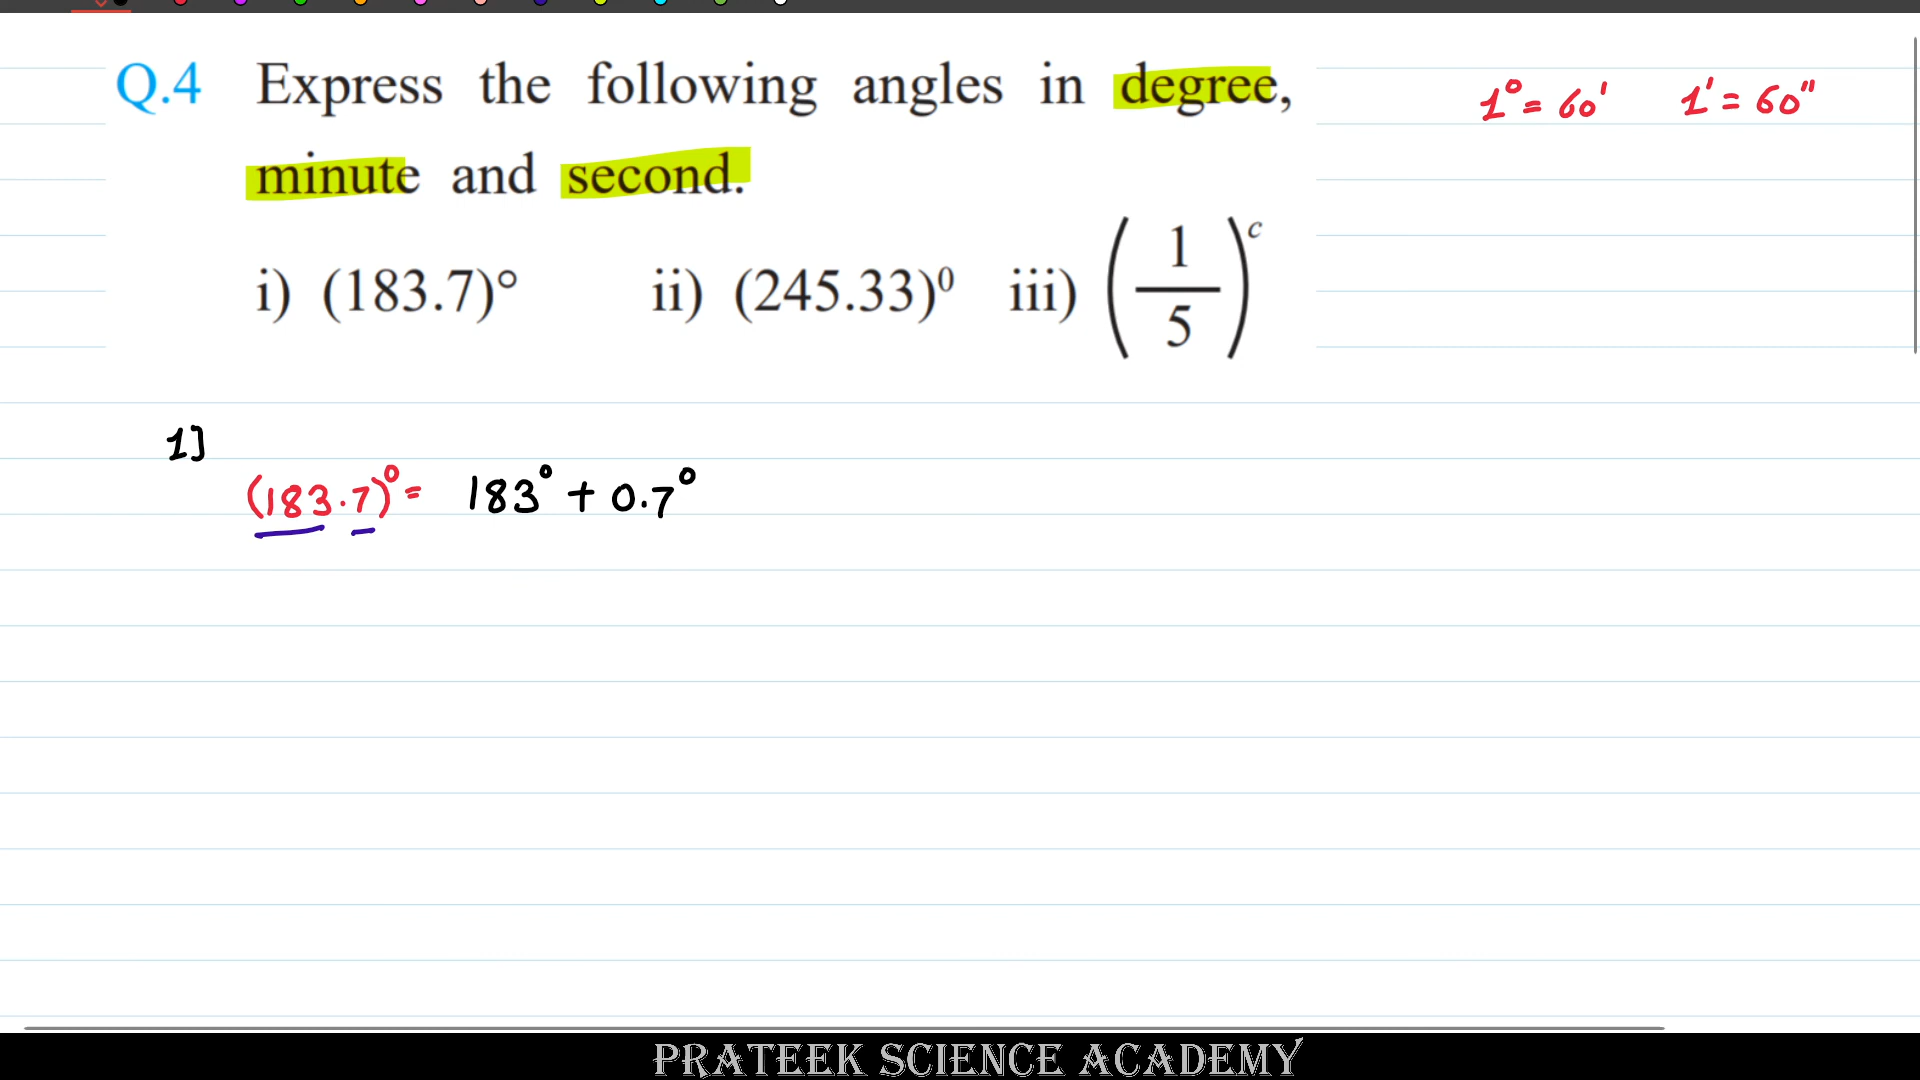 Q.4 Express the following angles in degree,
1° = 60' 1' = 60"
minute and second.
i) (183.7)° ii) (245.33)⁰ iii) (1/5)ᶜ
1]
(183.7)° = 183° + 0.7°
PRATEEK SCIENCE ACADEMY